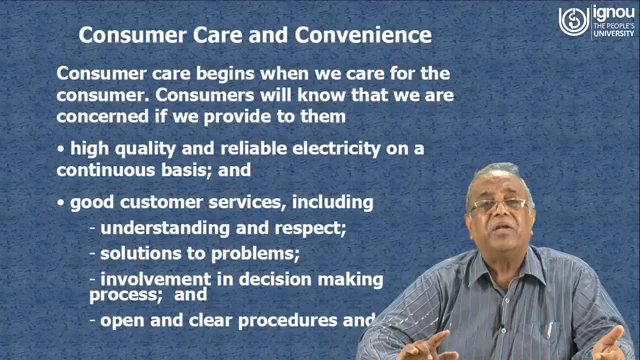 Consumer Care and Convenience
ignou
THE PEOPLE'S
UNIVERSITY
Consumer care begins when we care for the
consumer. Consumers will know that we are
concerned if we provide to them
• high quality and reliable electricity on a
continuous basis; and
• good customer services, including
- understanding and respect;
- solutions to problems;
- involvement in decision making
process; and
- open and clear procedures and